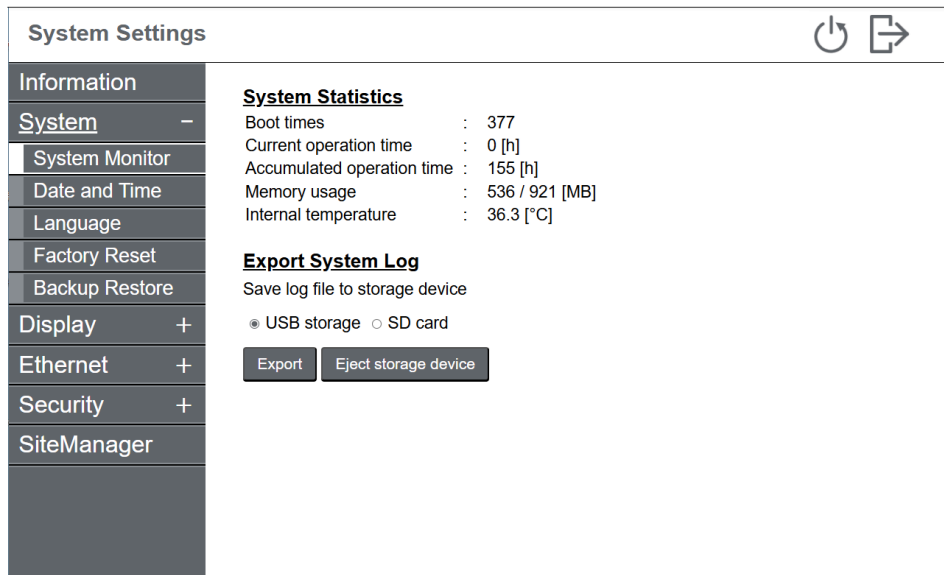 System Settings
Information
System −
System Monitor
Date and Time
Language
Factory Reset
Backup Restore
Display +
Ethernet +
Security +
SiteManager
System Statistics
Boot times : 377
Current operation time : 0 [h]
Accumulated operation time : 155 [h]
Memory usage : 536 / 921 [MB]
Internal temperature : 36.3 [°C]
Export System Log
Save log file to storage device
USB storage SD card
Export Eject storage device